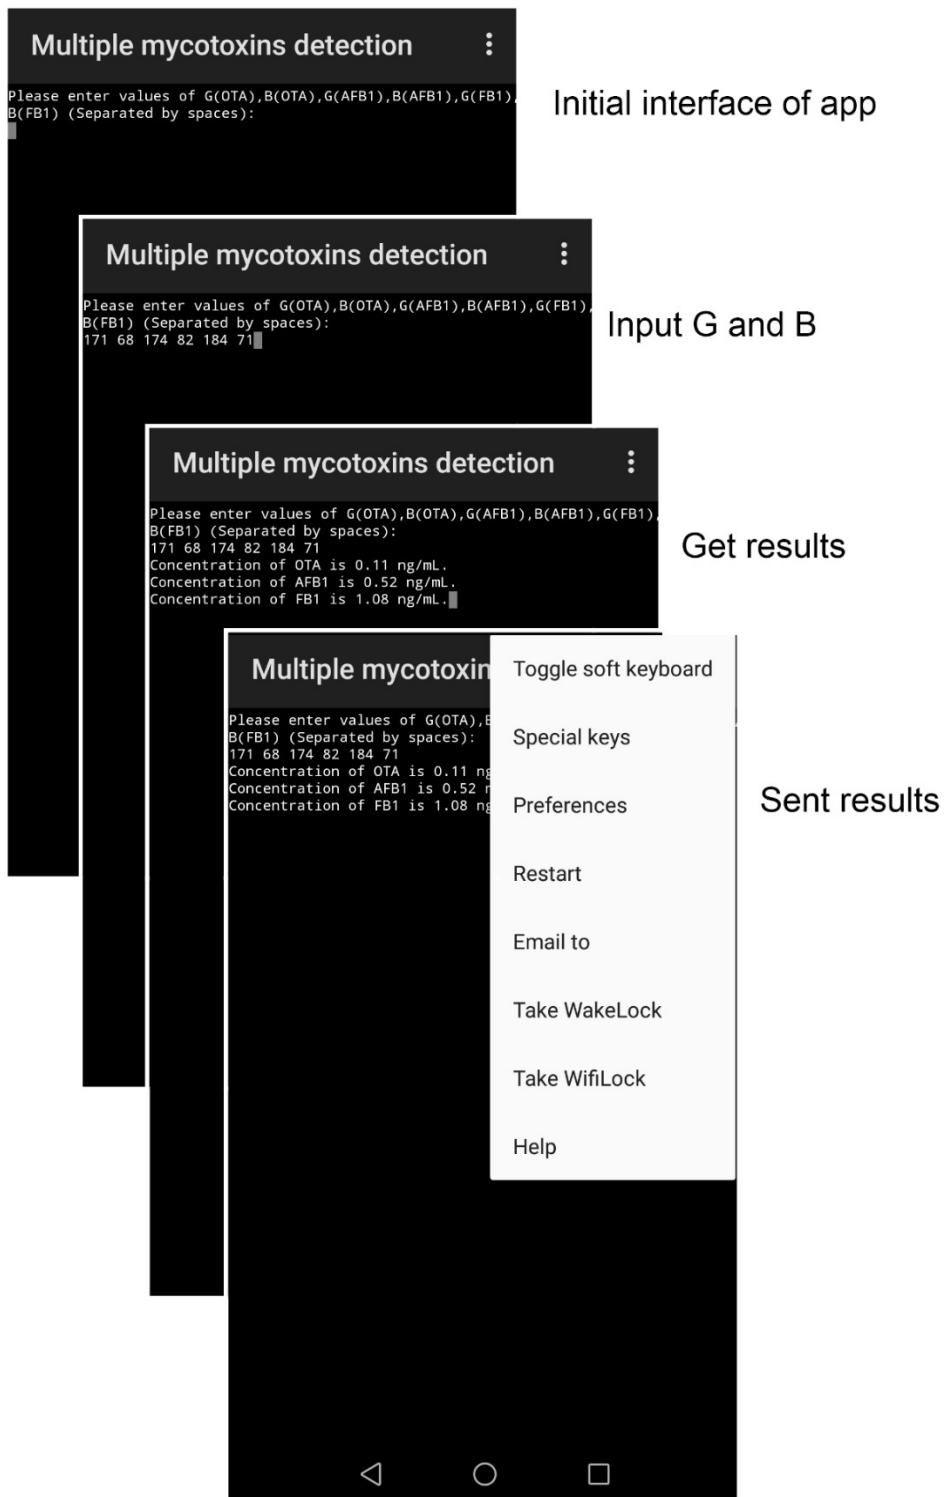 Multiple mycotoxins detection
Please enter values of G(OTA),B(OTA),G(AFB1),B(AFB1),G(FB1),
B(FB1) (Separated by spaces):
Initial interface of app
Multiple mycotoxins detection
Please enter values of G(OTA),B(OTA),G(AFB1),B(AFB1),G(FB1),
B(FB1) (Separated by spaces):
171 68 174 82 184 71
Input G and B
Multiple mycotoxins detection
Please enter values of G(OTA),B(OTA),G(AFB1),B(AFB1),G(FB1),
B(FB1) (Separated by spaces):
171 68 174 82 184 71
Concentration of OTA is 0.11 ng/mL.
Concentration of AFB1 is 0.52 ng/mL.
Concentration of FB1 is 1.08 ng/mL.
Get results
Multiple mycotoxin
Please enter values of G(OTA),
B(FB1) (Separated by spaces):
171 68 174 82 184 71
Concentration of OTA is 0.11 ng
Concentration of AFB1 is 0.52
Concentration of FB1 is 1.08 ng
Toggle soft keyboard
Special keys
Preferences
Restart
Email to
Take WakeLock
Take WifiLock
Help
Sent results